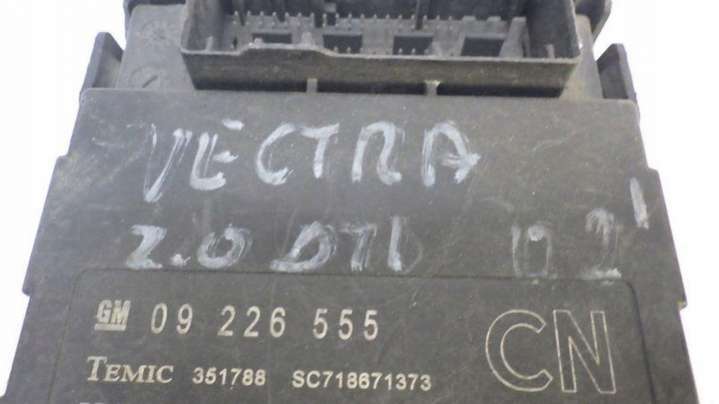 VECTRA
2.0 DTI 02'
GM 09 226 555 CN
TEMIC 351788 SC718671373